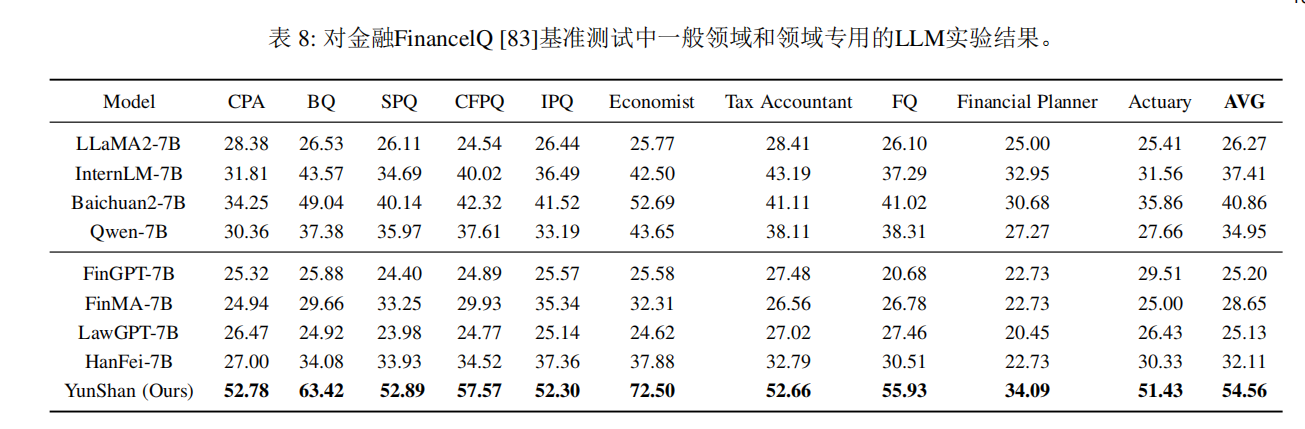 表 8: 对金融FinanceIQ [83]基准测试中一般领域和领域专用的LLM实验结果。
Model CPA BQ SPQ CFPQ IPQ Economist Tax Accountant FQ Financial Planner Actuary AVG
LLaMA2-7B 28.38 26.53 26.11 24.54 26.44 25.77 28.41 26.10 25.00 25.41 26.27
InternLM-7B 31.81 43.57 34.69 40.02 36.49 42.50 43.19 37.29 32.95 31.56 37.41
Baichuan2-7B 34.25 49.04 40.14 42.32 41.52 52.69 41.11 41.02 30.68 35.86 40.86
Qwen-7B 30.36 37.38 35.97 37.61 33.19 43.65 38.11 38.31 27.27 27.66 34.95
FinGPT-7B 25.32 25.88 24.40 24.89 25.57 25.58 27.48 20.68 22.73 29.51 25.20
FinMA-7B 24.94 29.66 33.25 29.93 35.34 32.31 26.56 26.78 22.73 25.00 28.65
LawGPT-7B 26.47 24.92 23.98 24.77 25.14 24.62 27.02 27.46 20.45 26.43 25.13
HanFei-7B 27.00 34.08 33.93 34.52 37.36 37.88 32.79 30.51 22.73 30.33 32.11
YunShan (Ours) 52.78 63.42 52.89 57.57 52.30 72.50 52.66 55.93 34.09 51.43 54.56